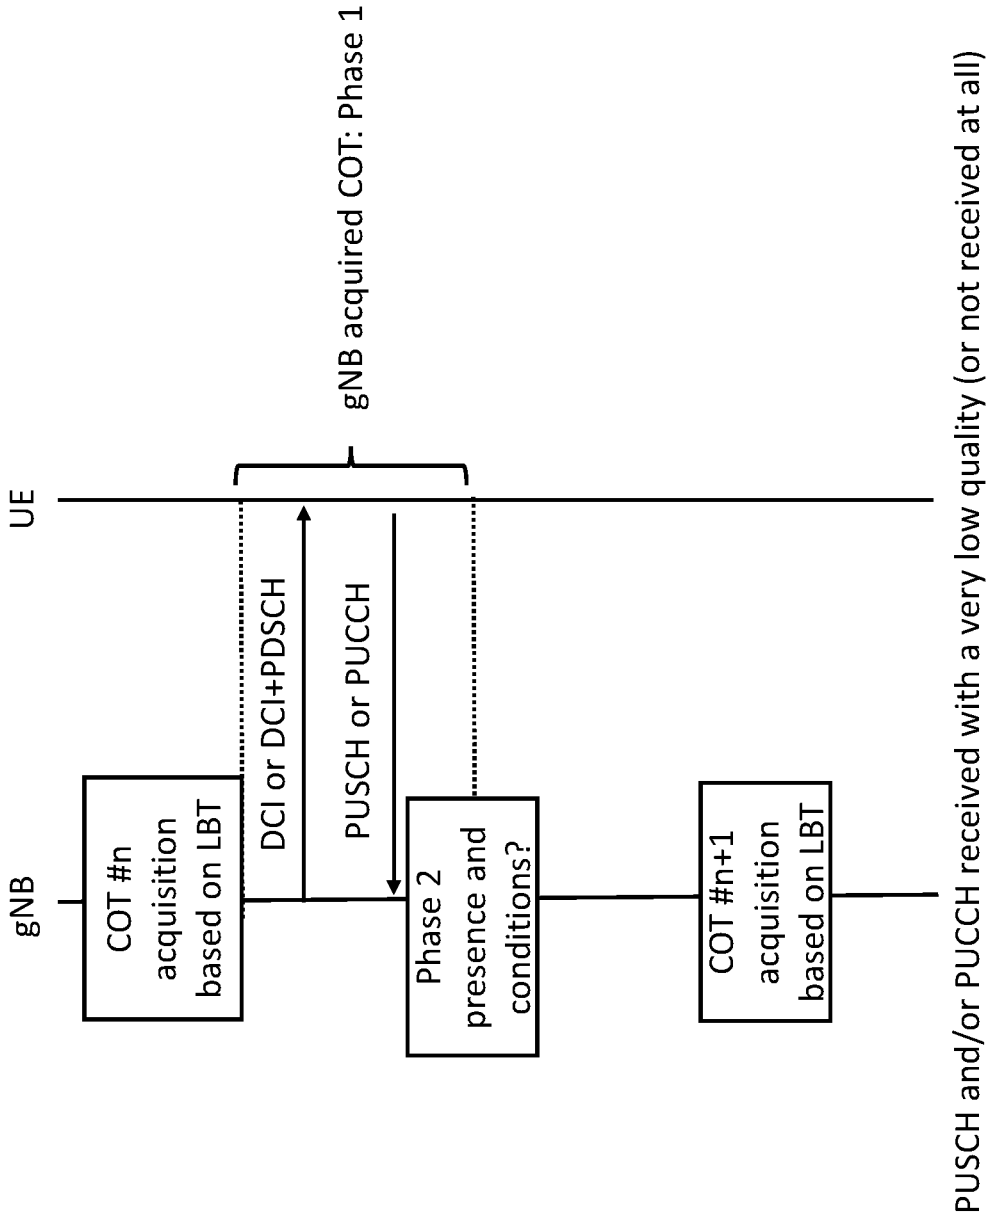 gNB
UE
COT #n
acquisition
based on LBT
DCI or DCI+PDSCH
PUSCH or PUCCH
gNB acquired COT: Phase 1
Phase 2
presence and
conditions?
COT #n+1
acquisition
based on LBT
PUSCH and/or PUCCH received with a very low quality (or not received at all)